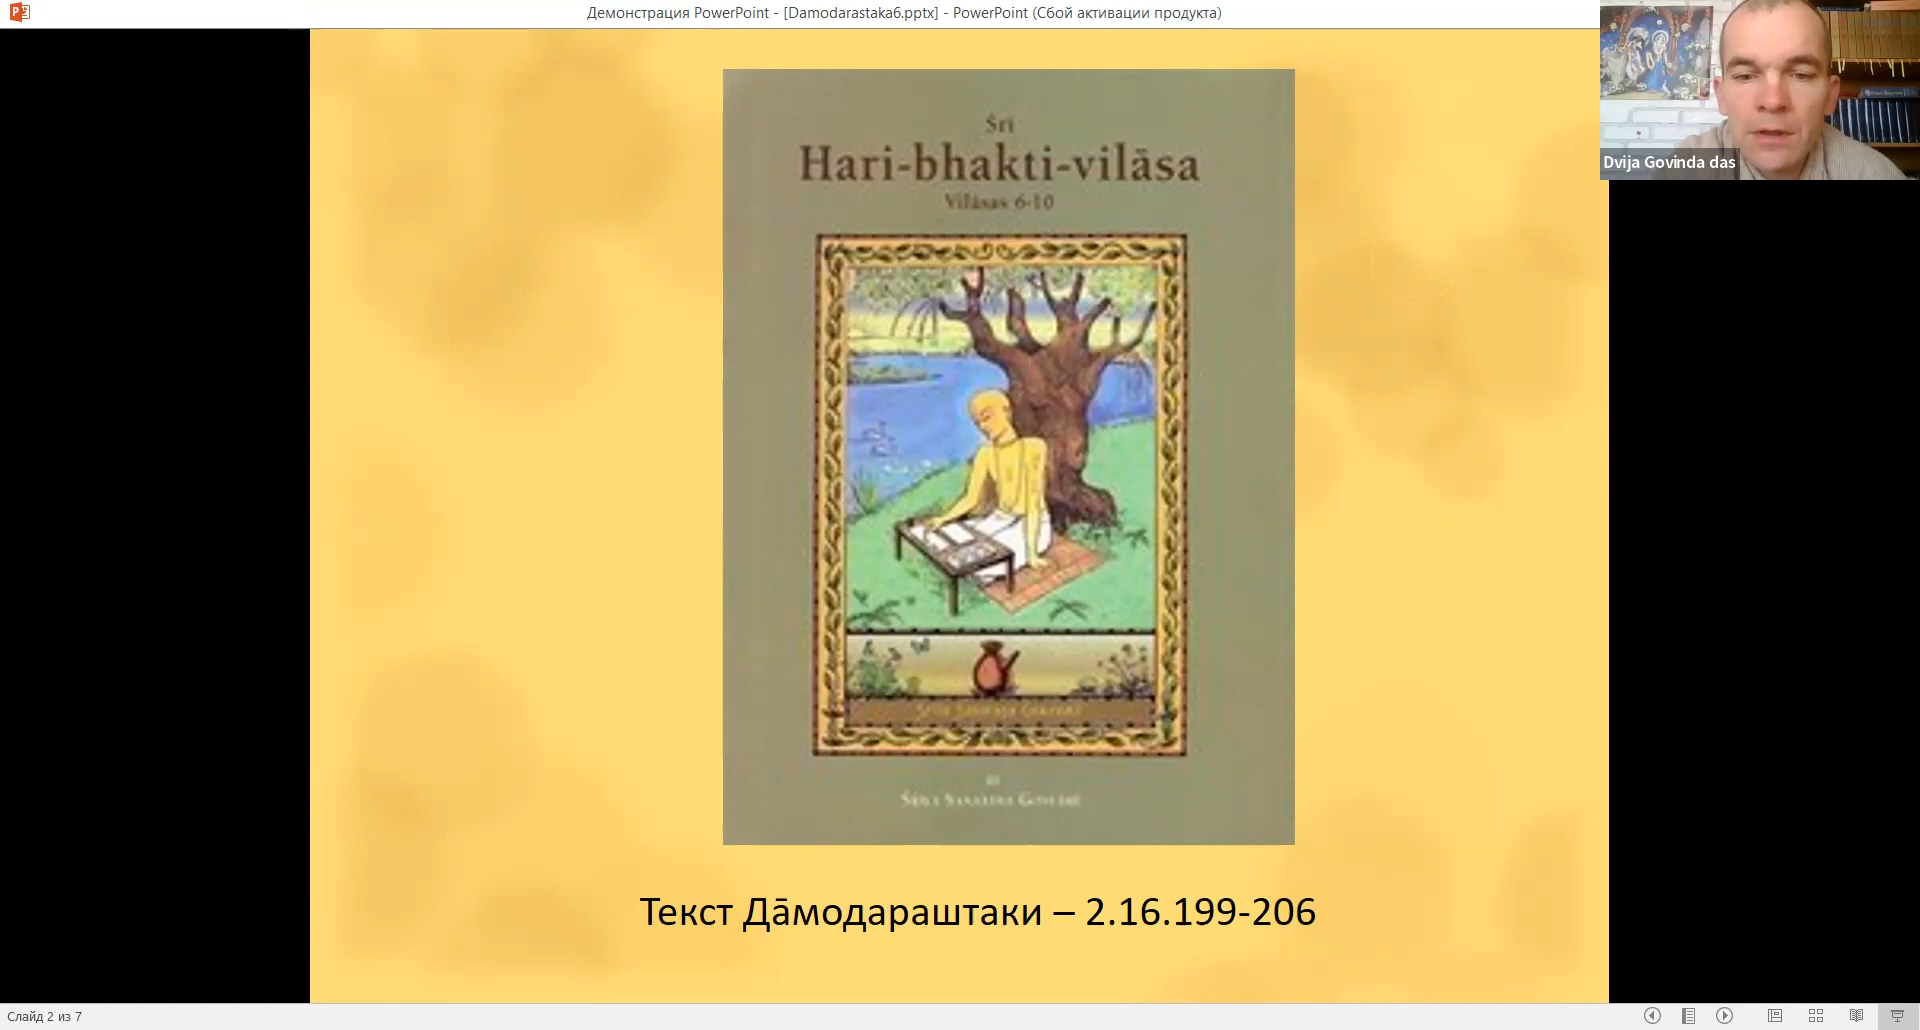 Демонстрация PowerPoint - [Damodarastaka6.pptx] - PowerPoint (Сбой активации продукта)
Dvija Govinda das
Śrī
Hari-bhakti-vilāsa
Vilāsas 6-10
Текст Дāмодараштаки – 2.16.199-206
Слайд 2 из 7